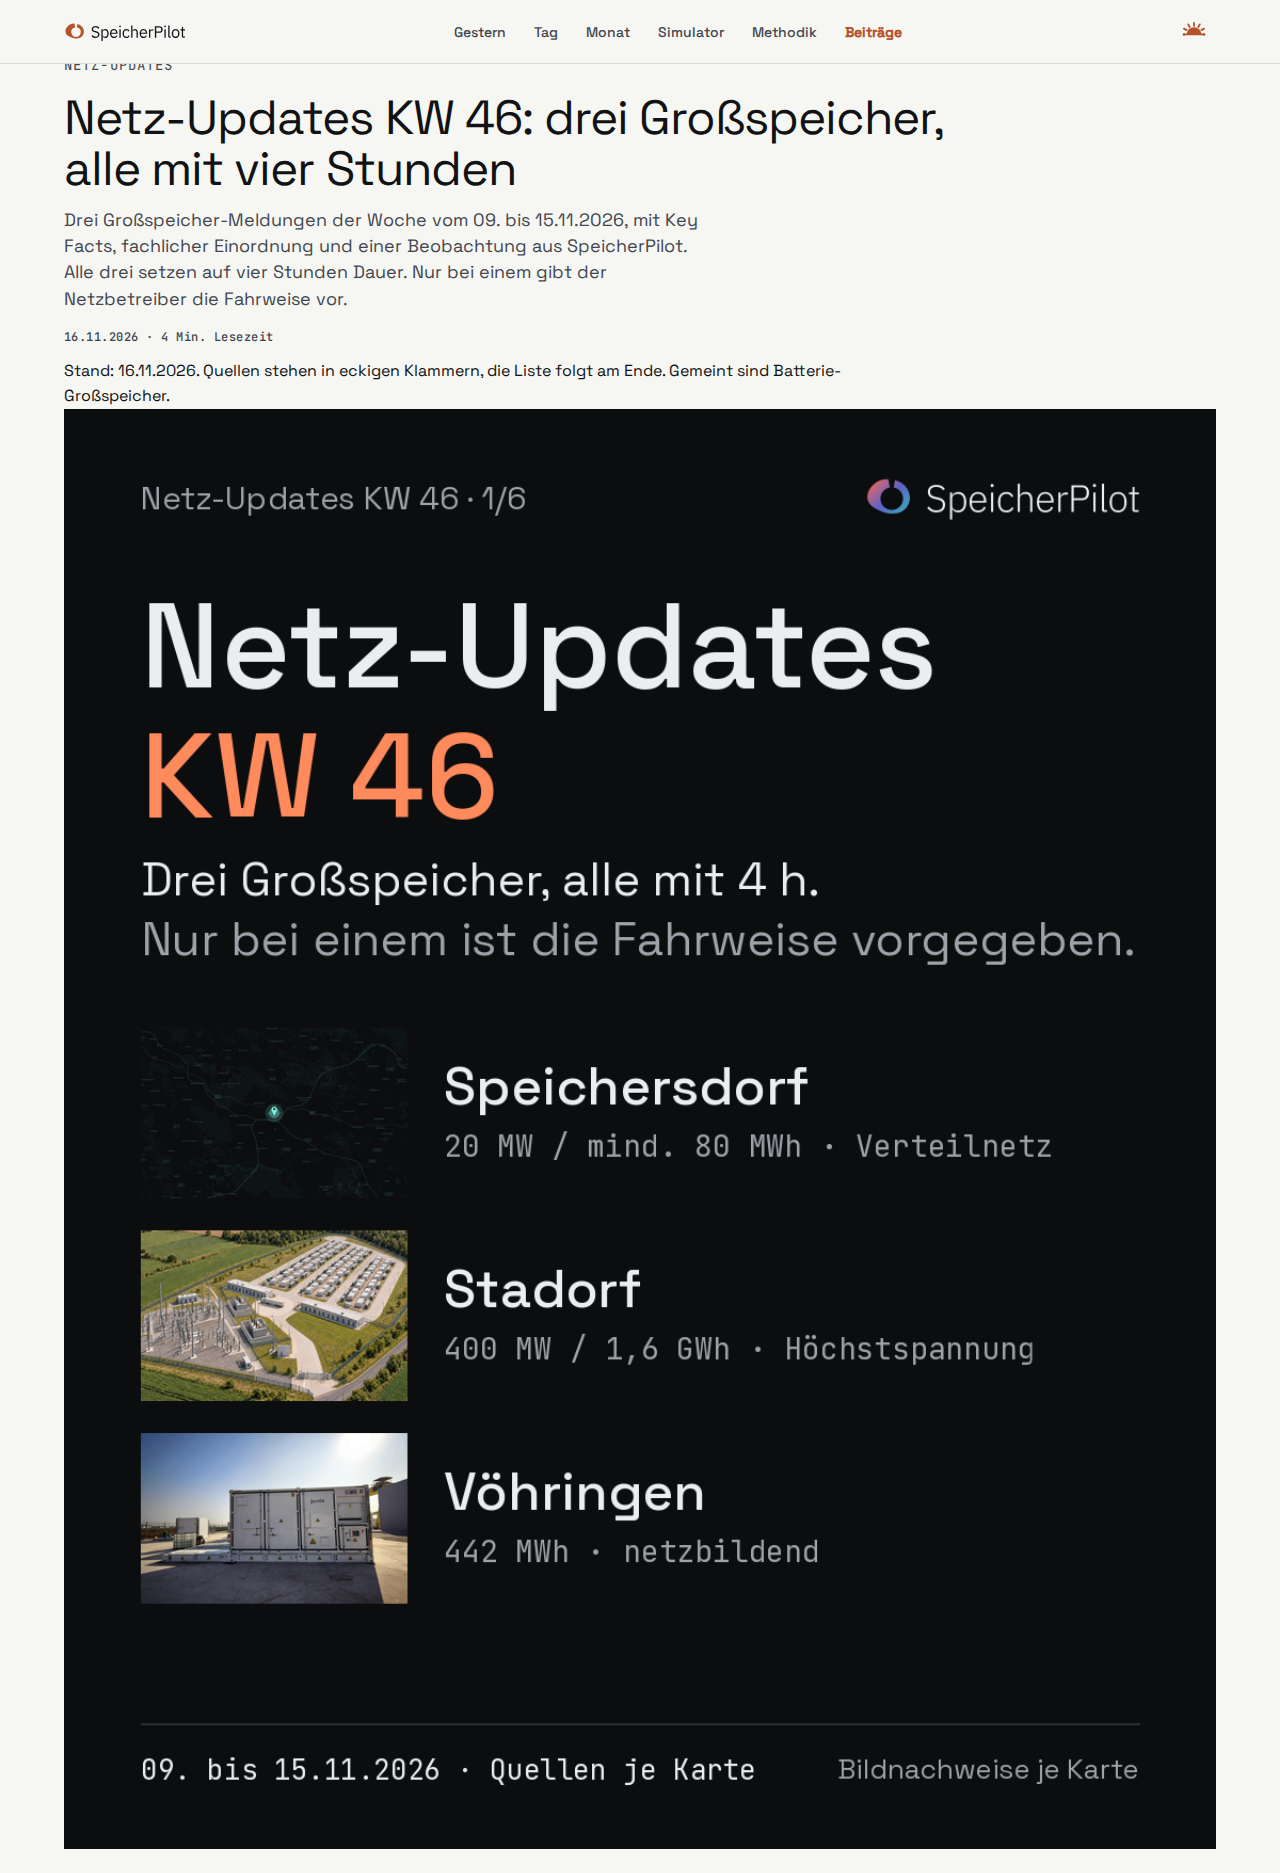 SpeicherPilot
Gestern Tag Monat Simulator Methodik Beiträge
NETZ-UPDATES
Netz-Updates KW 46: drei Großspeicher,
alle mit vier Stunden
Drei Großspeicher-Meldungen der Woche vom 09. bis 15.11.2026, mit Key
Facts, fachlicher Einordnung und einer Beobachtung aus SpeicherPilot.
Alle drei setzen auf vier Stunden Dauer. Nur bei einem gibt der
Netzbetreiber die Fahrweise vor.
16.11.2026 · 4 Min. Lesezeit
Stand: 16.11.2026. Quellen stehen in eckigen Klammern, die Liste folgt am Ende. Gemeint sind Batterie-
Großspeicher.
Netz-Updates KW 46 · 1/6
SpeicherPilot
Netz-Updates
KW 46
Drei Großspeicher, alle mit 4 h.
Nur bei einem ist die Fahrweise vorgegeben.
Speichersdorf
20 MW / mind. 80 MWh · Verteilnetz
Stadorf
400 MW / 1,6 GWh · Höchstspannung
Vöhringen
442 MWh · netzbildend
09. bis 15.11.2026 · Quellen je Karte
Bildnachweise je Karte